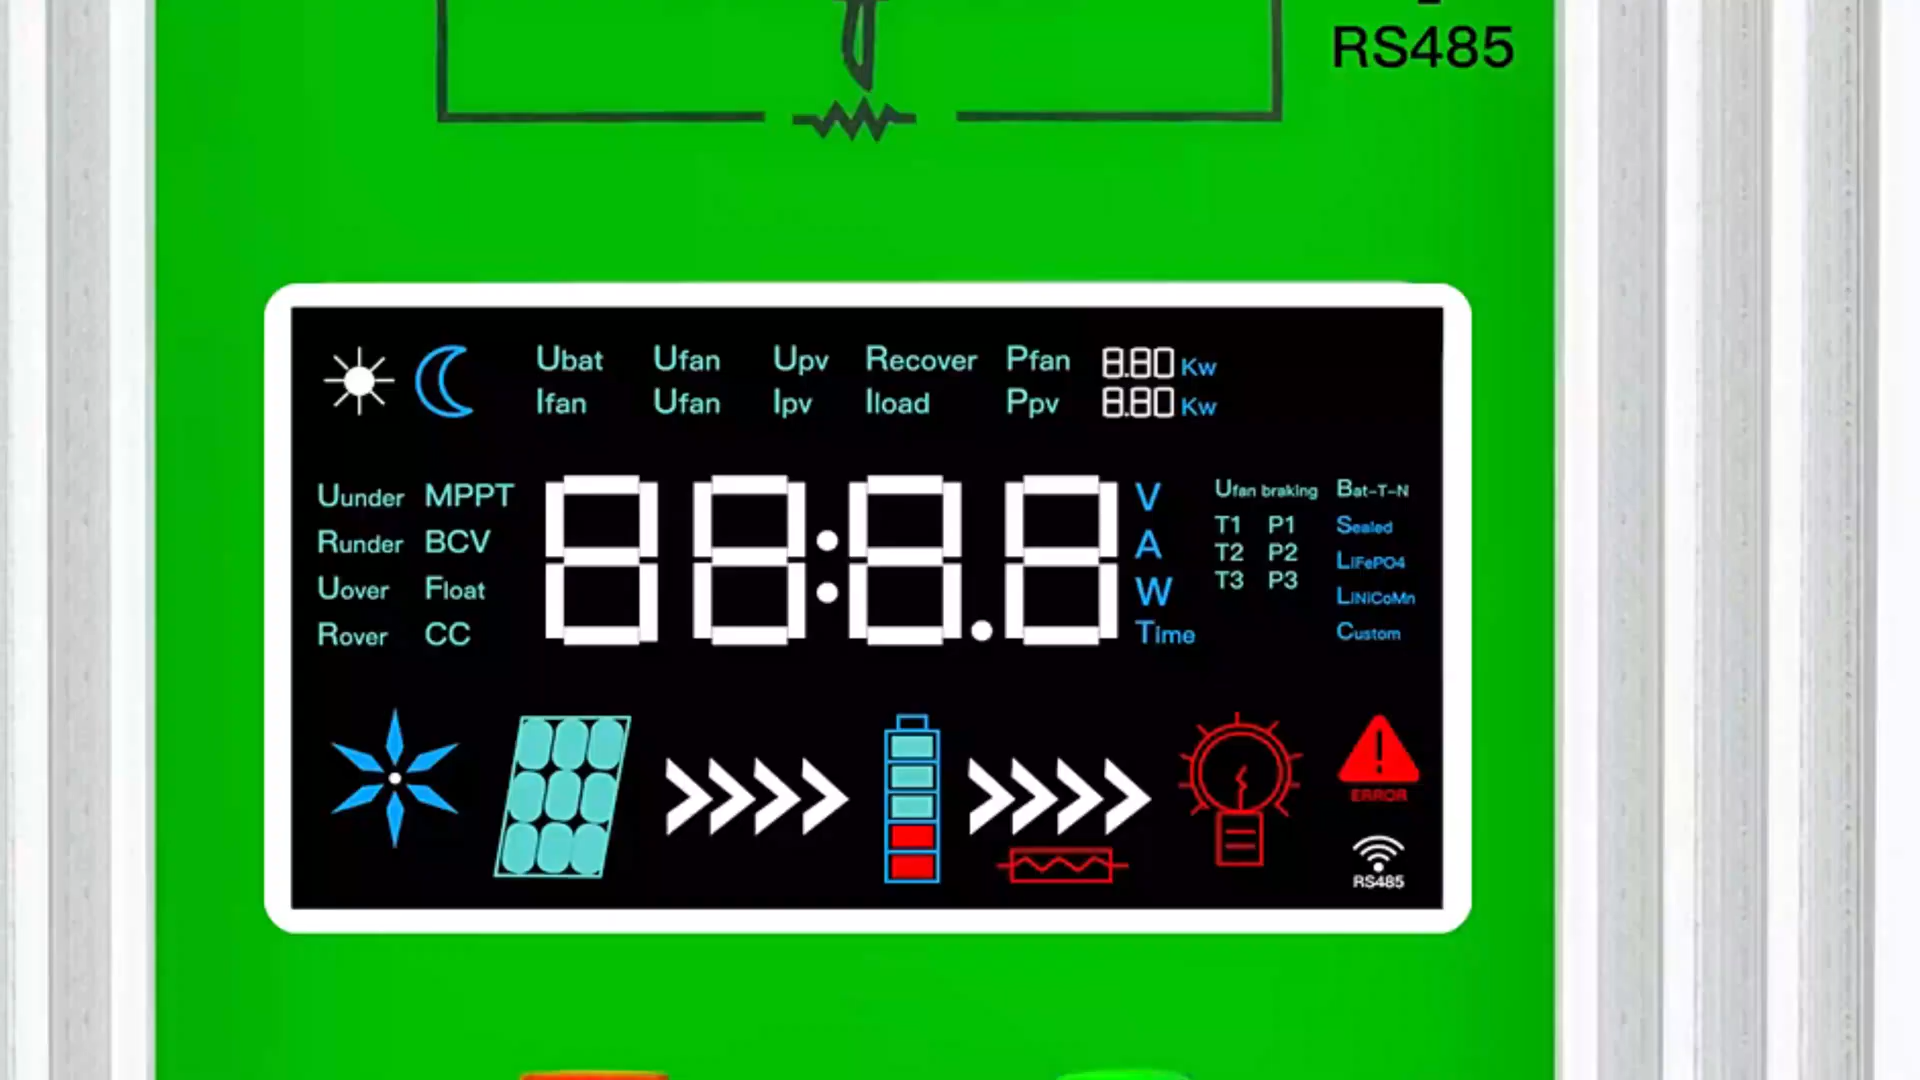 RS485
Ubat Ufan Upv Recover Pfan 8.80 Kw
Ifan Ufan Ipv Iload Ppv 8.80 Kw
Uunder MPPT
Runder BCV
Uover Float
Rover CC
88:8.8
V
A
W
Time
Ufan braking
T1 P1
T2 P2
T3 P3
Bat-T-N
Sealed
LiFePO4
LiNiCoMn
Custom
ERROR
RS485